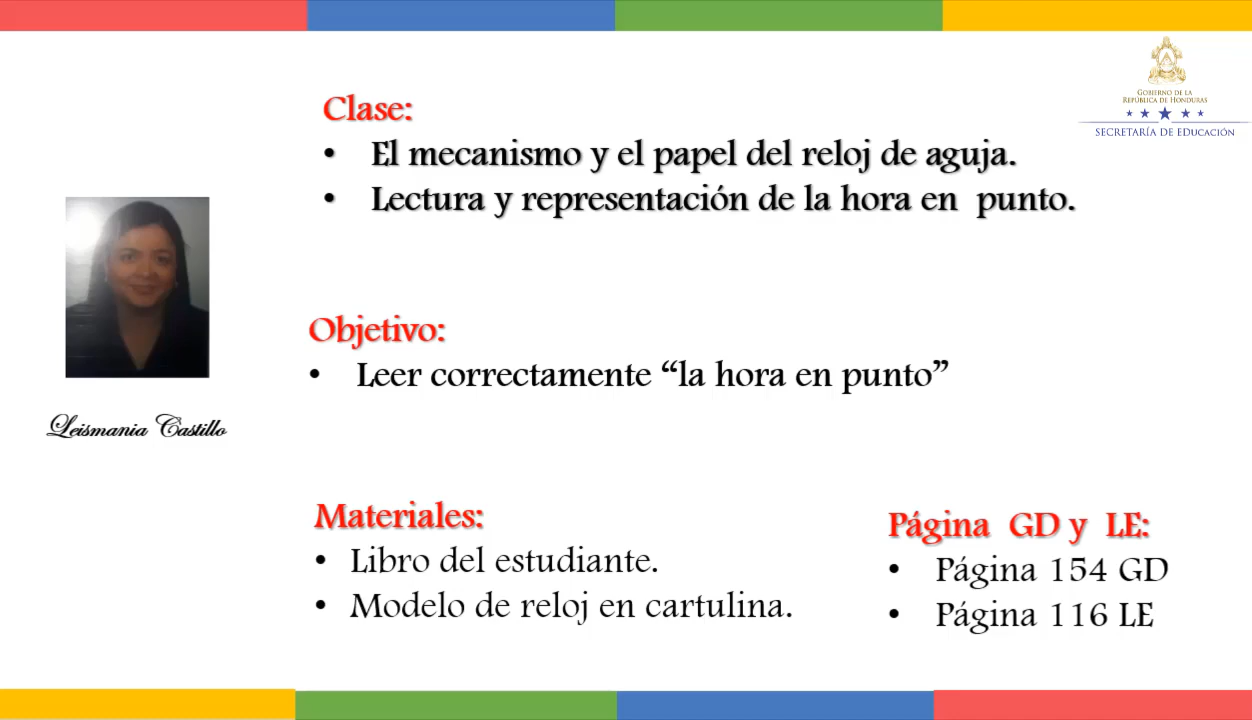 GOBIERNO DE LA
REPÚBLICA DE HONDURAS
SECRETARÍA DE EDUCACIÓN
Clase:
• El mecanismo y el papel del reloj de aguja.
• Lectura y representación de la hora en punto.
Leismania Castillo
Objetivo:
• Leer correctamente “la hora en punto”
Materiales:
• Libro del estudiante.
• Modelo de reloj en cartulina.
Página GD y LE:
• Página 154 GD
• Página 116 LE